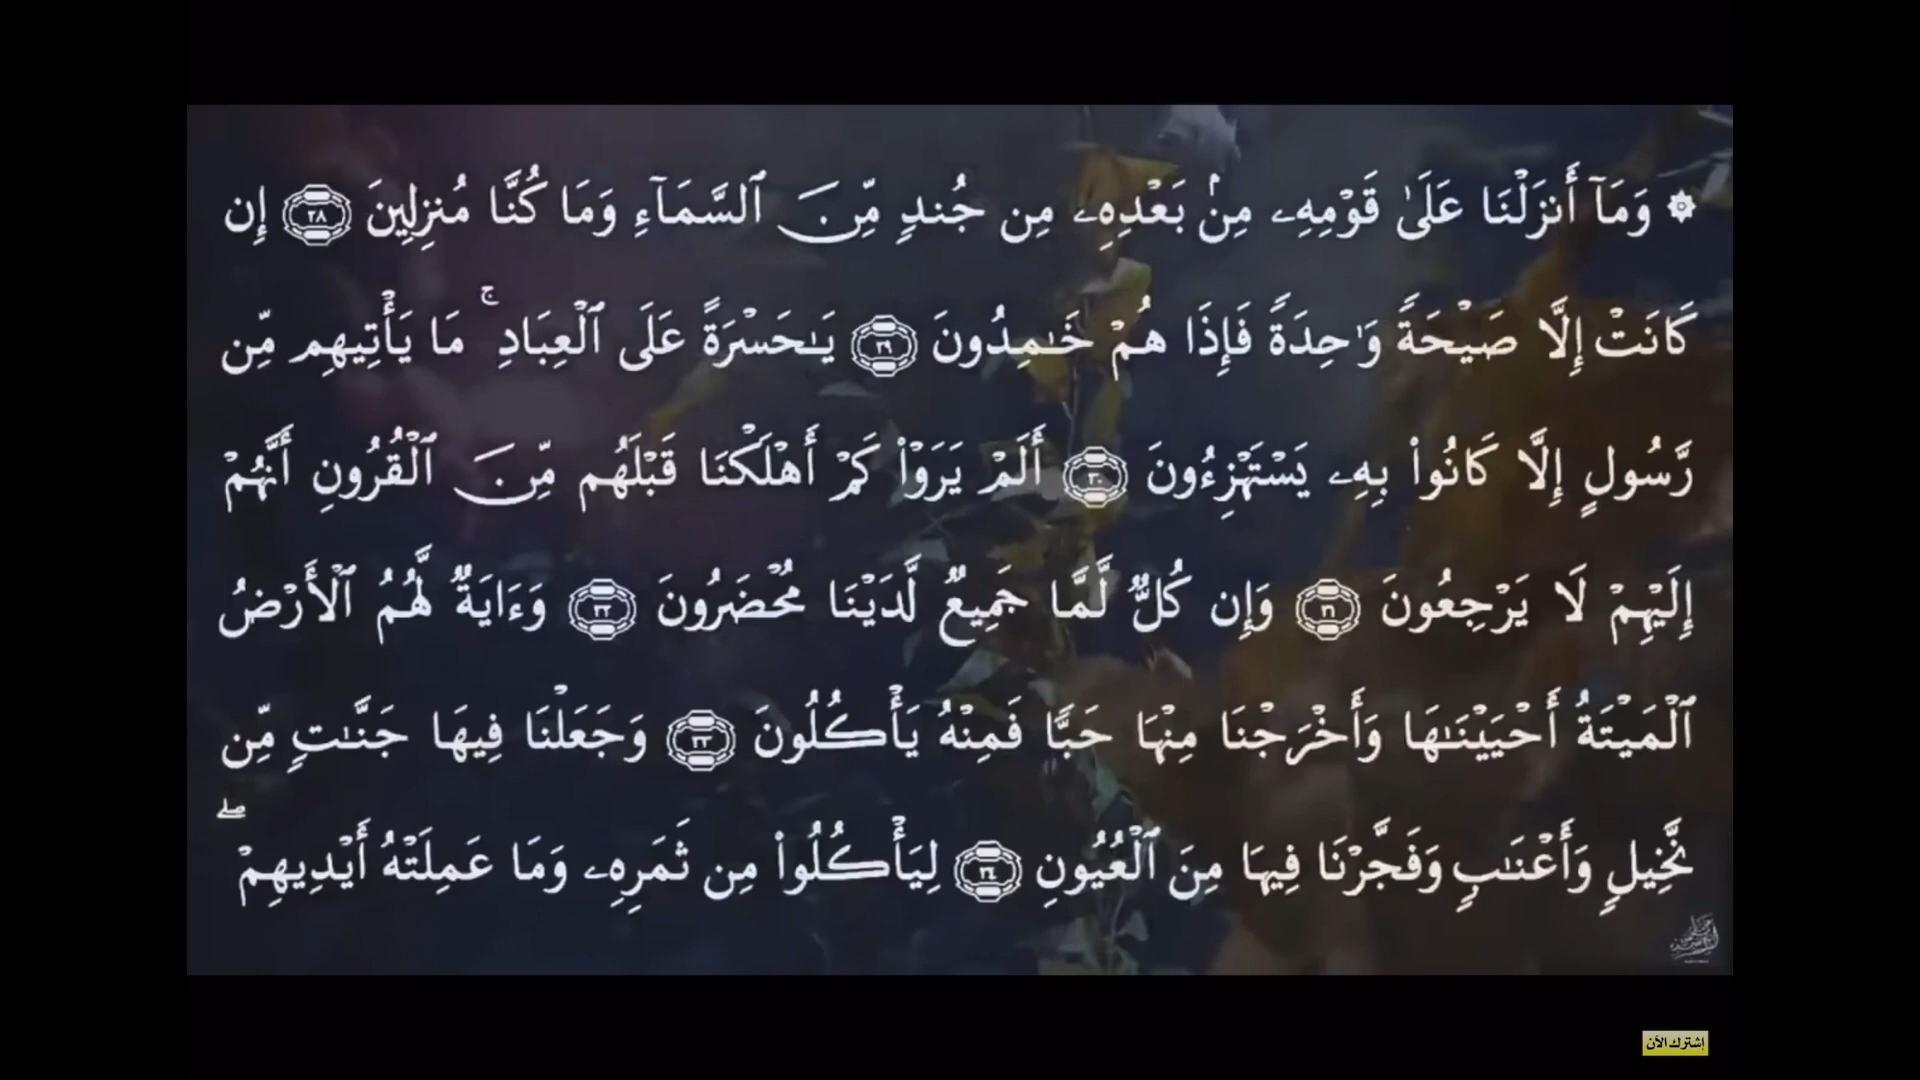 ۞ وَمَآ أَنزَلْنَا عَلَىٰ قَوْمِهِۦ مِنۢ بَعْدِهِۦ مِن جُندٍ مِّنَ ٱلسَّمَآءِ وَمَا كُنَّا مُنزِلِينَ ٢٨ إِن
كَانَتْ إِلَّا صَيْحَةً وَٰحِدَةً فَإِذَا هُمْ خَـٰمِدُونَ ٢٩ يَـٰحَسْرَةً عَلَى ٱلْعِبَادِ ۚ مَا يَأْتِيهِم مِّن
رَّسُولٍ إِلَّا كَانُوا۟ بِهِۦ يَسْتَهْزِءُونَ ٣٠ أَلَمْ يَرَوْا۟ كَمْ أَهْلَكْنَا قَبْلَهُم مِّنَ ٱلْقُرُونِ أَنَّهُمْ
إِلَيْهِمْ لَا يَرْجِعُونَ ٣١ وَإِن كُلٌّ لَّمَّا جَمِيعٌ لَّدَيْنَا مُحْضَرُونَ ٣٢ وَءَايَةٌ لَّهُمُ ٱلْأَرْضُ
ٱلْمَيْتَةُ أَحْيَيْنَـٰهَا وَأَخْرَجْنَا مِنْهَا حَبًّا فَمِنْهُ يَأْكُلُونَ ٣٣ وَجَعَلْنَا فِيهَا جَنَّـٰتٍ مِّن
نَّخِيلٍ وَأَعْنَـٰبٍ وَفَجَّرْنَا فِيهَا مِنَ ٱلْعُيُونِ ٣٤ لِيَأْكُلُوا۟ مِن ثَمَرِهِۦ وَمَا عَمِلَتْهُ أَيْدِيهِمْ ۖ
إشترك الآن